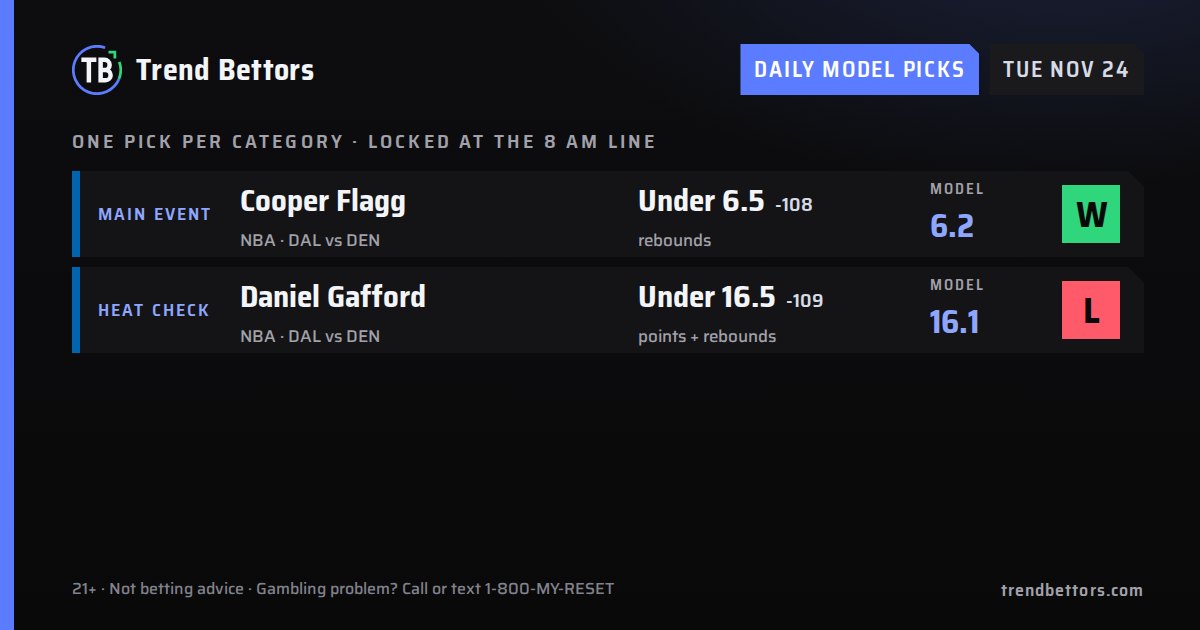 TB Trend Bettors
DAILY MODEL PICKS
TUE NOV 24
ONE PICK PER CATEGORY · LOCKED AT THE 8 AM LINE
MAIN EVENT
Cooper Flagg
NBA · DAL vs DEN
Under 6.5 -108
rebounds
MODEL
6.2
W
HEAT CHECK
Daniel Gafford
NBA · DAL vs DEN
Under 16.5 -109
points + rebounds
MODEL
16.1
L
21+ · Not betting advice · Gambling problem? Call or text 1-800-MY-RESET
trendbettors.com